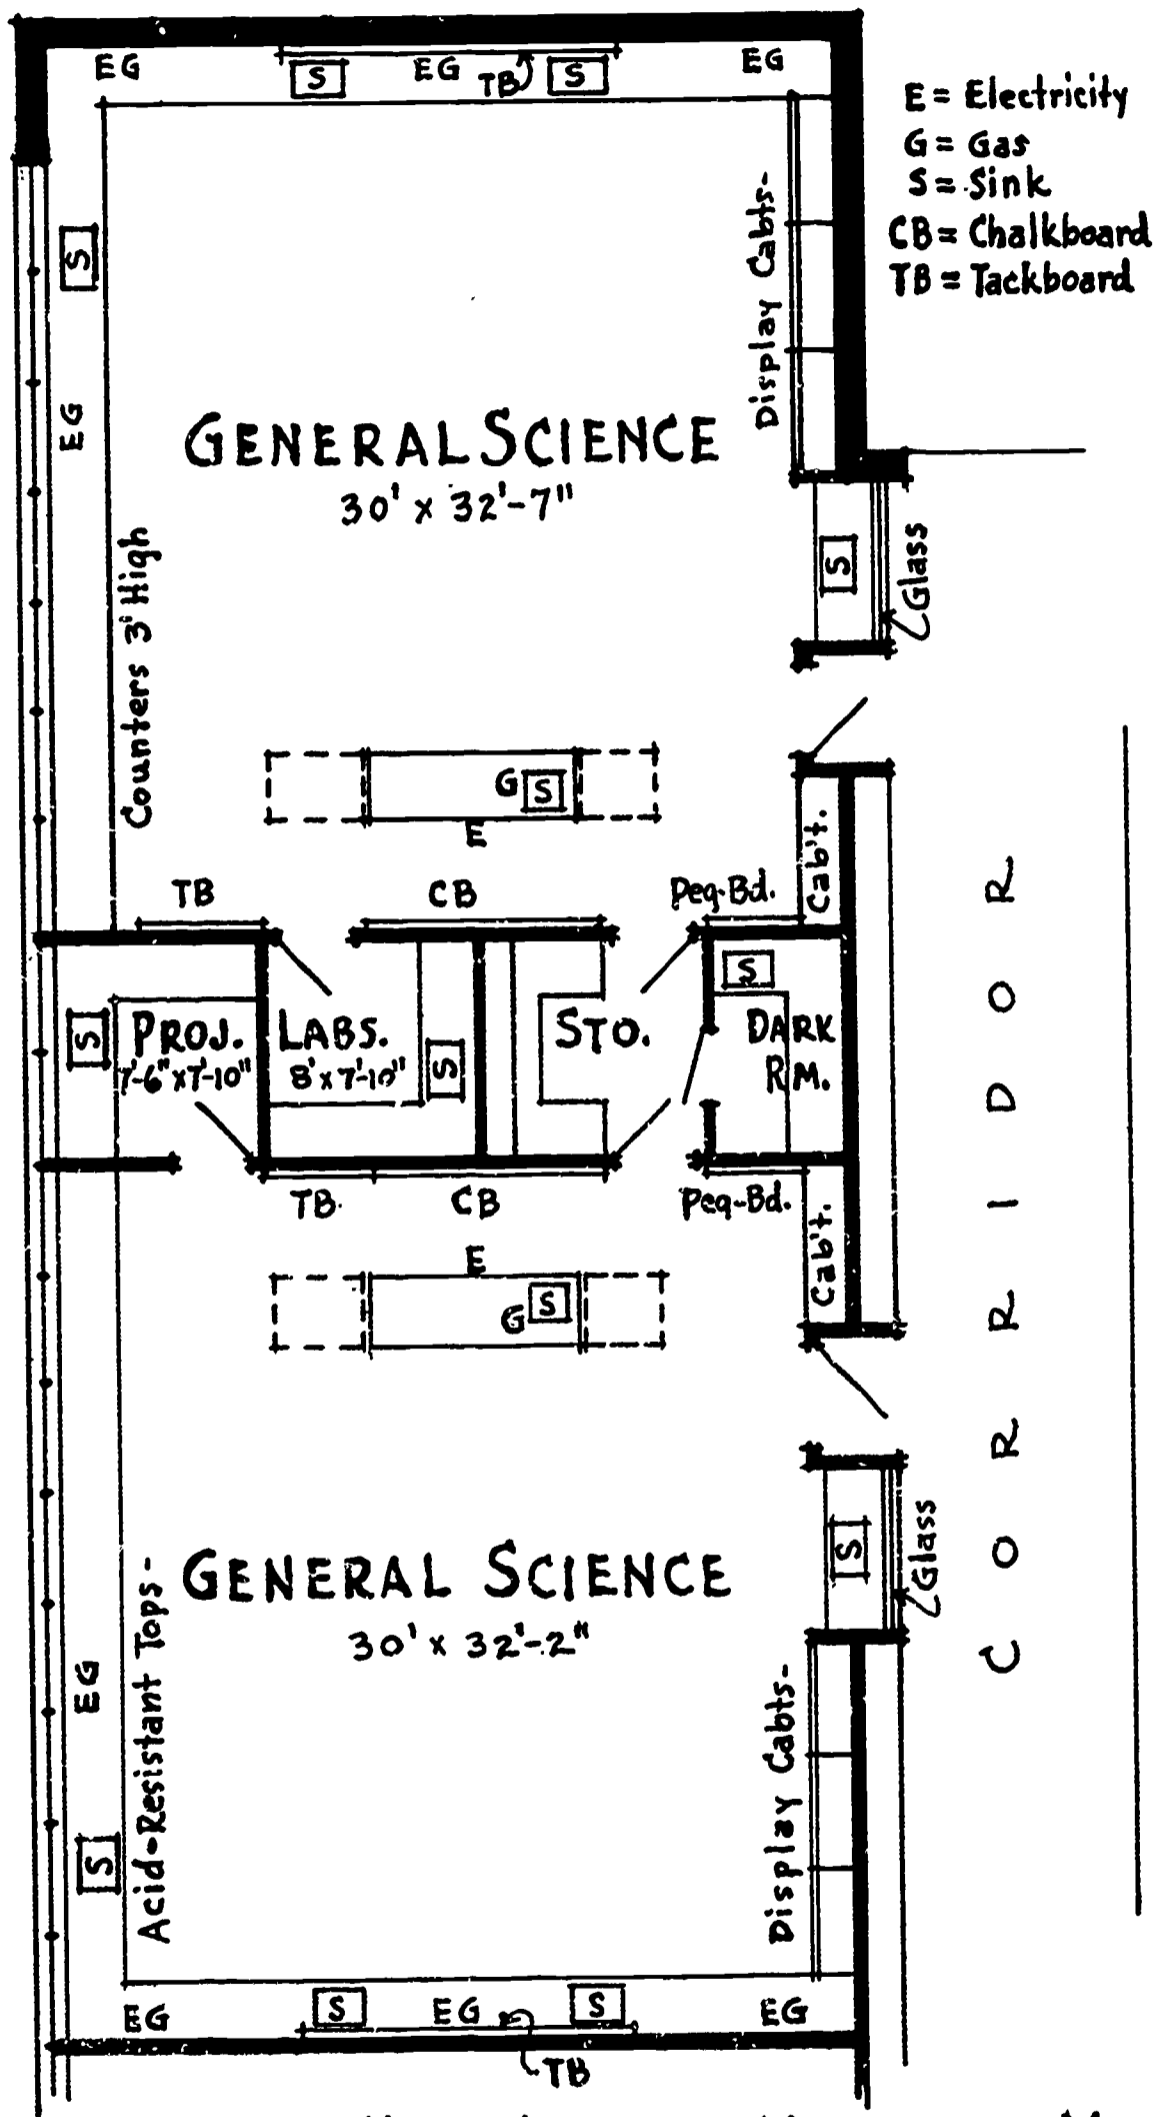 EG
S
EG
TB
S
EG
E = Electricity
G = Gas
S = Sink
CB = Chalkboard
TB = Tackboard
S
EG
Display Cabts-
GENERAL SCIENCE
30' x 32'-7"
Counters 3' High
S
Glass
G
S
E
TB
CB
Peg-Bd.
Cab't.
S
PROJ.
7'-6" x 7'-10"
LABS.
8' x 7'-10"
S
STO.
S
DARK
RM.
TB.
CB
Peg-Bd.
Cab't.
E
G
S
CORRIDOR
GENERAL SCIENCE
30' x 32'-2"
S
Glass
EG
S
Acid-Resistant Tops-
Display Cabts-
EG
S
EG
S
EG
TB